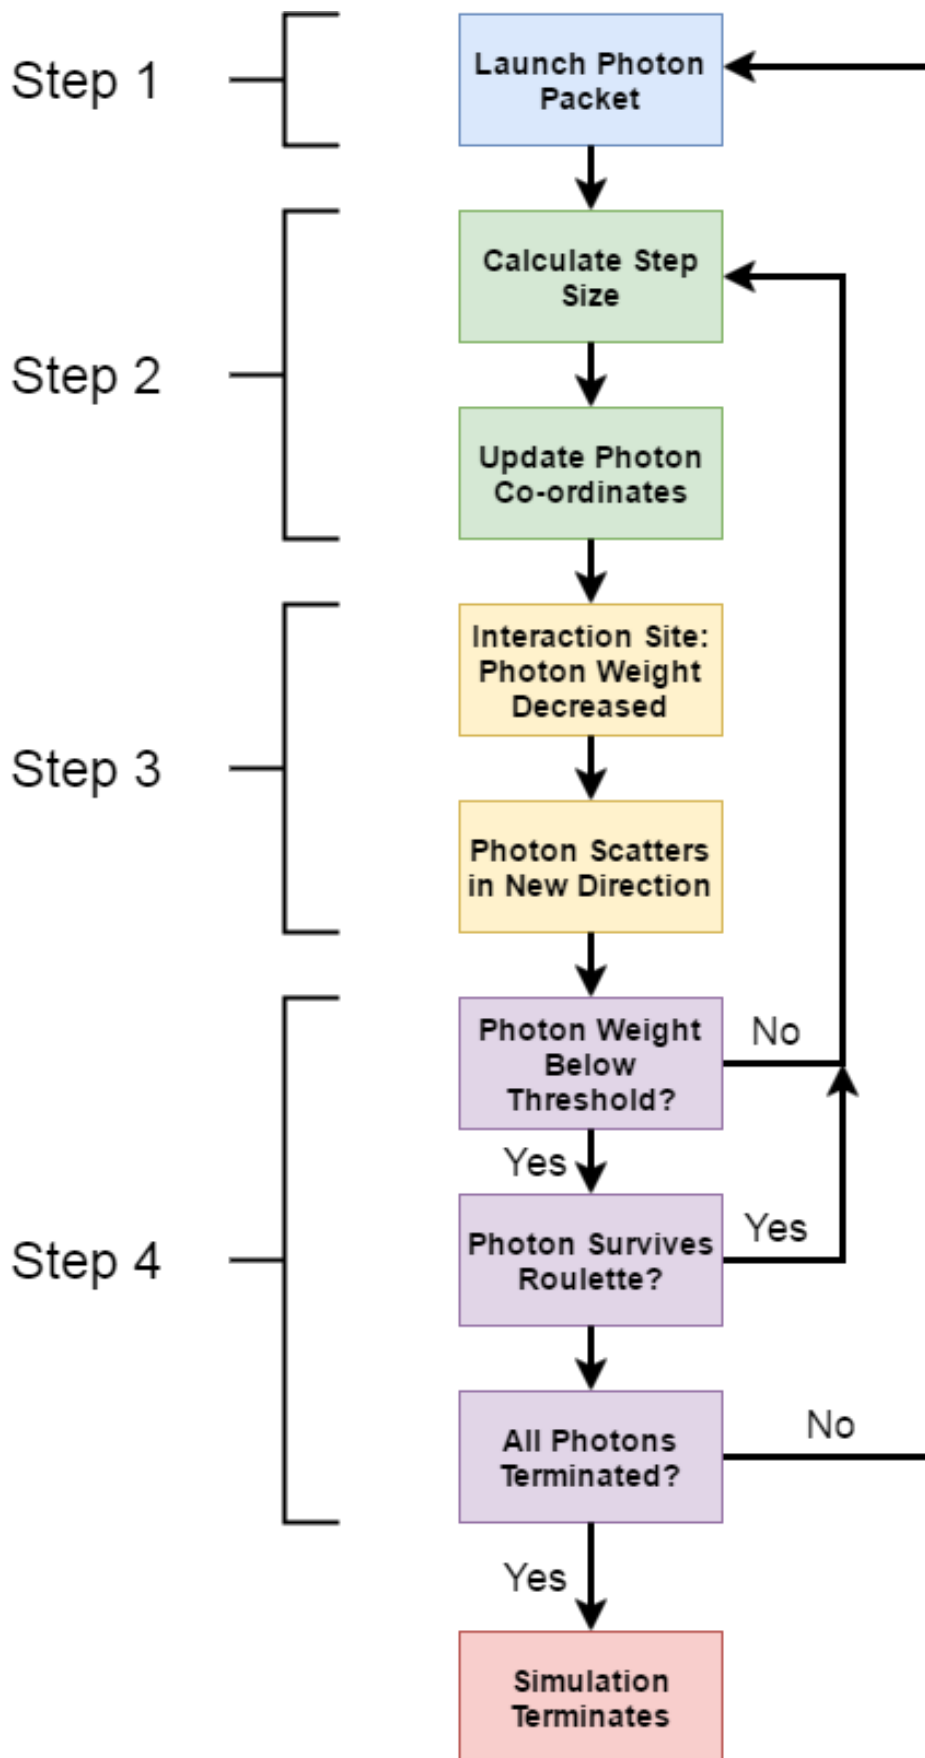 Step 1
Launch Photon
Packet
Step 2
Calculate Step
Size
Update Photon
Co-ordinates
Step 3
Interaction Site:
Photon Weight
Decreased
Photon Scatters
in New Direction
Step 4
Photon Weight
Below
Threshold?
No
Yes
Photon Survives
Roulette?
Yes
All Photons
Terminated?
No
Yes
Simulation
Terminates